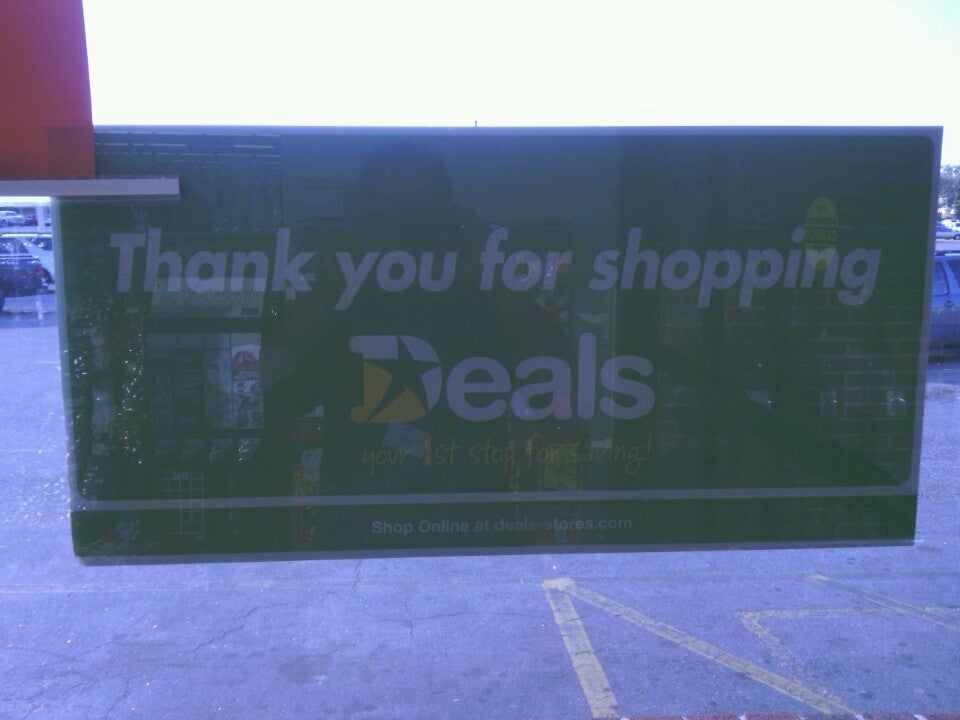 Thank you for shopping
Deals
your 1st stop for saving!
Shop Online at deals-stores.com